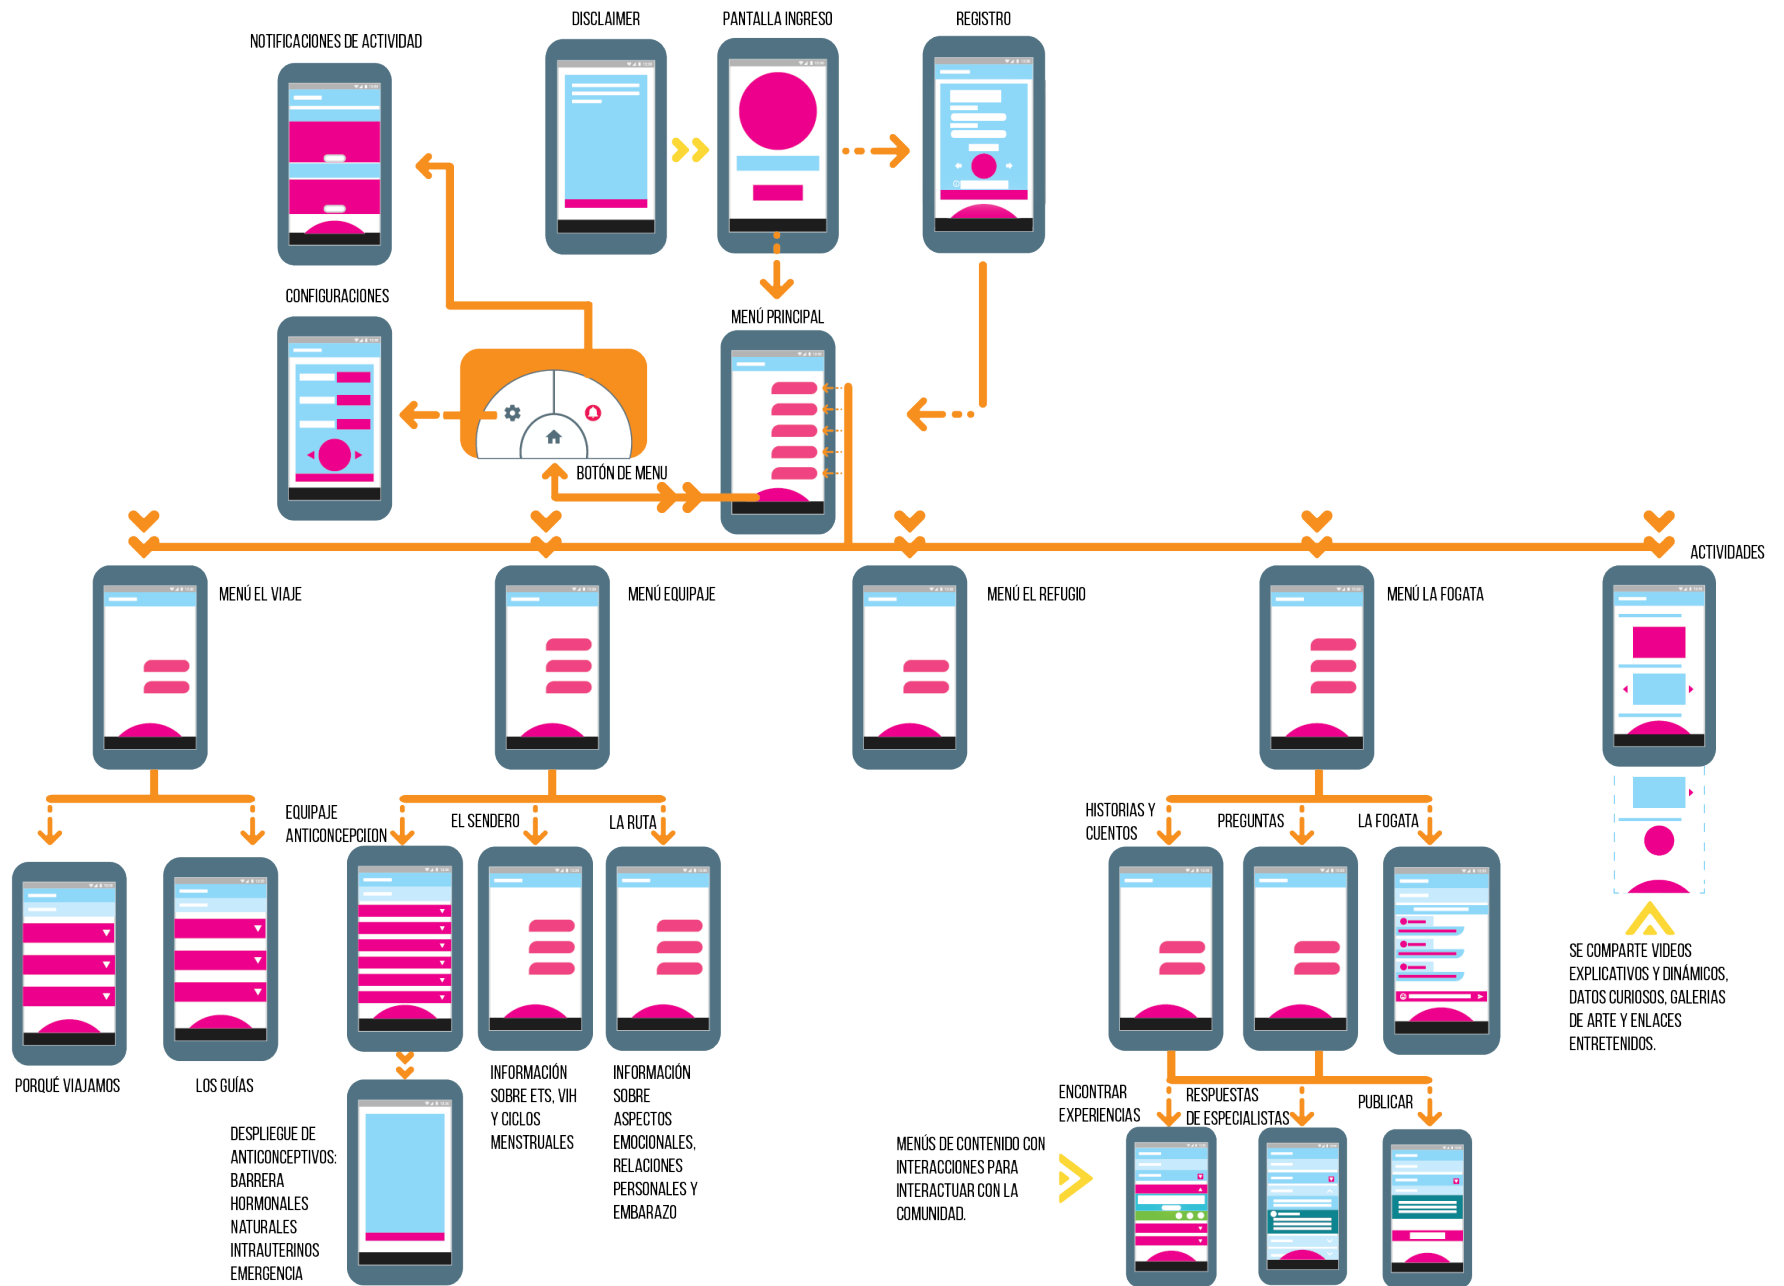 DISCLAIMER
PANTALLA INGRESO
REGISTRO
NOTIFICACIONES DE ACTIVIDAD
CONFIGURACIONES
MENÚ PRINCIPAL
BOTÓN DE MENU
ACTIVIDADES
MENÚ EL VIAJE
MENÚ EQUIPAJE
MENÚ EL REFUGIO
MENÚ LA FOGATA
EQUIPAJE
ANTICONCEPCIÓN
EL SENDERO
LA RUTA
HISTORIAS Y
CUENTOS
PREGUNTAS
LA FOGATA
SE COMPARTE VIDEOS
EXPLICATIVOS Y DINÁMICOS,
DATOS CURIOSOS, GALERIAS
DE ARTE Y ENLACES
ENTRETENIDOS.
PORQUÉ VIAJAMOS
LOS GUÍAS
INFORMACIÓN
SOBRE ETS, VIH
Y CICLOS
MENSTRUALES
INFORMACIÓN
SOBRE
ASPECTOS
EMOCIONALES,
RELACIONES
PERSONALES Y
EMBARAZO
ENCONTRAR
EXPERIENCIAS
RESPUESTAS
DE ESPECIALISTAS
PUBLICAR
DESPLIEGUE DE
ANTICONCEPTIVOS:
BARRERA
HORMONALES
NATURALES
INTRAUTERINOS
EMERGENCIA
MENÚS DE CONTENIDO CON
INTERACCIONES PARA
INTERACTUAR CON LA
COMUNIDAD.